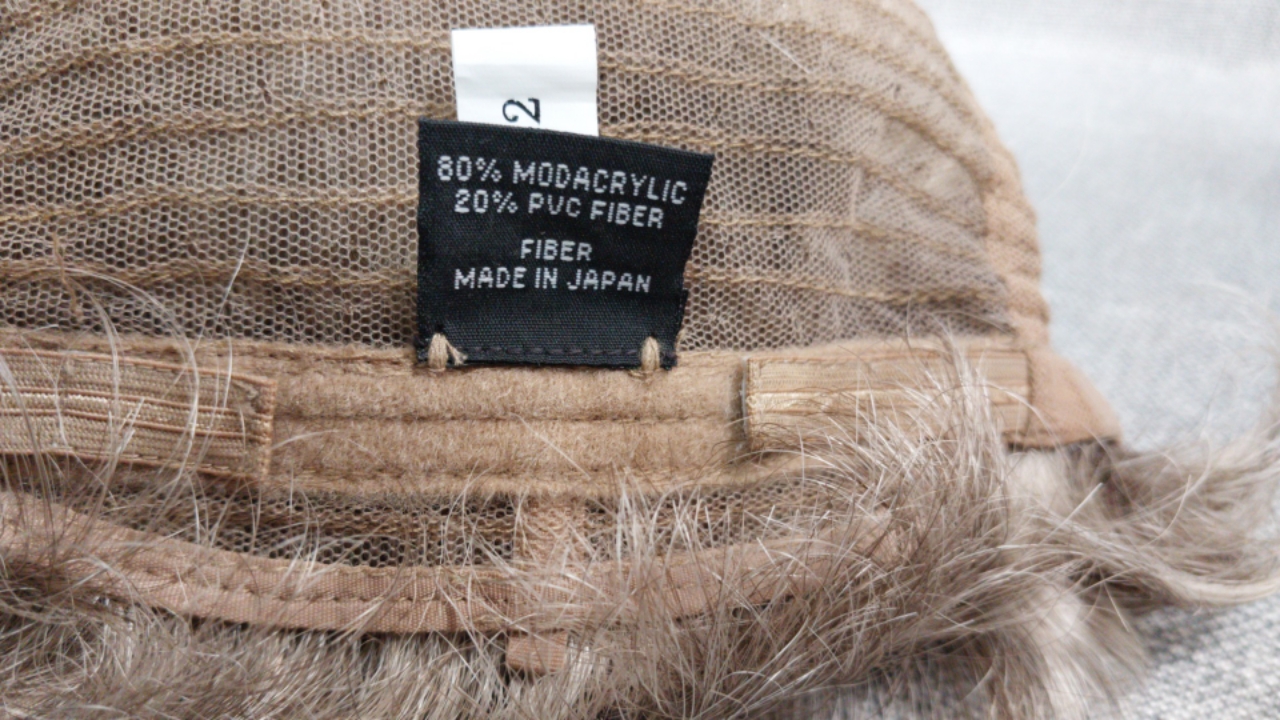 2
80% MODACRYLIC
20% PVC FIBER
FIBER
MADE IN JAPAN